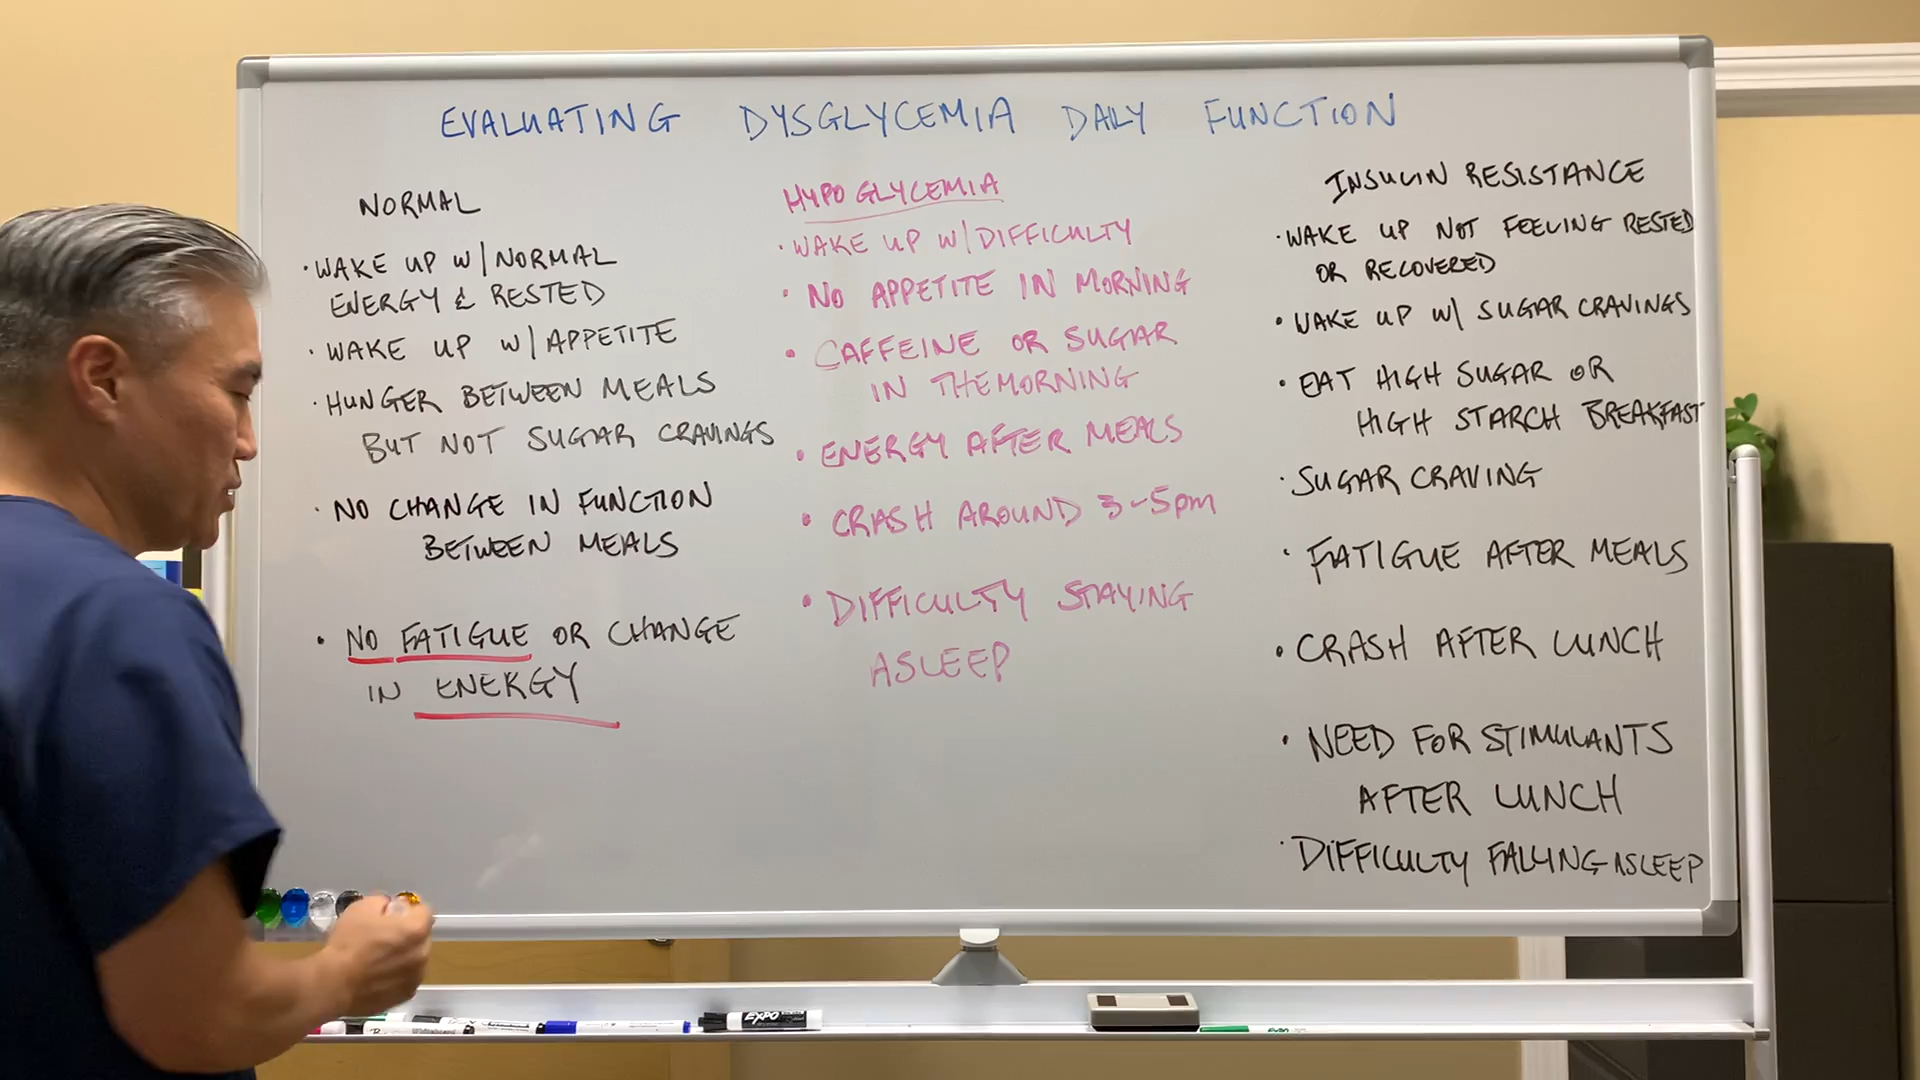 EVALUATING DYSGLYCEMIA DAILY FUNCTION
NORMAL
· WAKE UP W/NORMAL
ENERGY & RESTED
· WAKE UP W/APPETITE
· HUNGER BETWEEN MEALS
BUT NOT SUGAR CRAVINGS
· NO CHANGE IN FUNCTION
BETWEEN MEALS
· NO FATIGUE OR CHANGE
IN ENERGY
HYPOGLYCEMIA
· WAKE UP W/DIFFICULTY
· NO APPETITE IN MORNING
· CAFFEINE OR SUGAR
IN THE MORNING
· ENERGY AFTER MEALS
· CRASH AROUND 3-5pm
· DIFFICULTY STAYING
ASLEEP
INSULIN RESISTANCE
· WAKE UP NOT FEELING RESTED
OR RECOVERED
· WAKE UP W/ SUGAR CRAVINGS
· EAT HIGH SUGAR OR
HIGH STARCH BREAKFAST
· SUGAR CRAVING
· FATIGUE AFTER MEALS
· CRASH AFTER LUNCH
· NEED FOR STIMULANTS
AFTER LUNCH
· DIFFICULTY FALLING ASLEEP
EXPO
EXPO